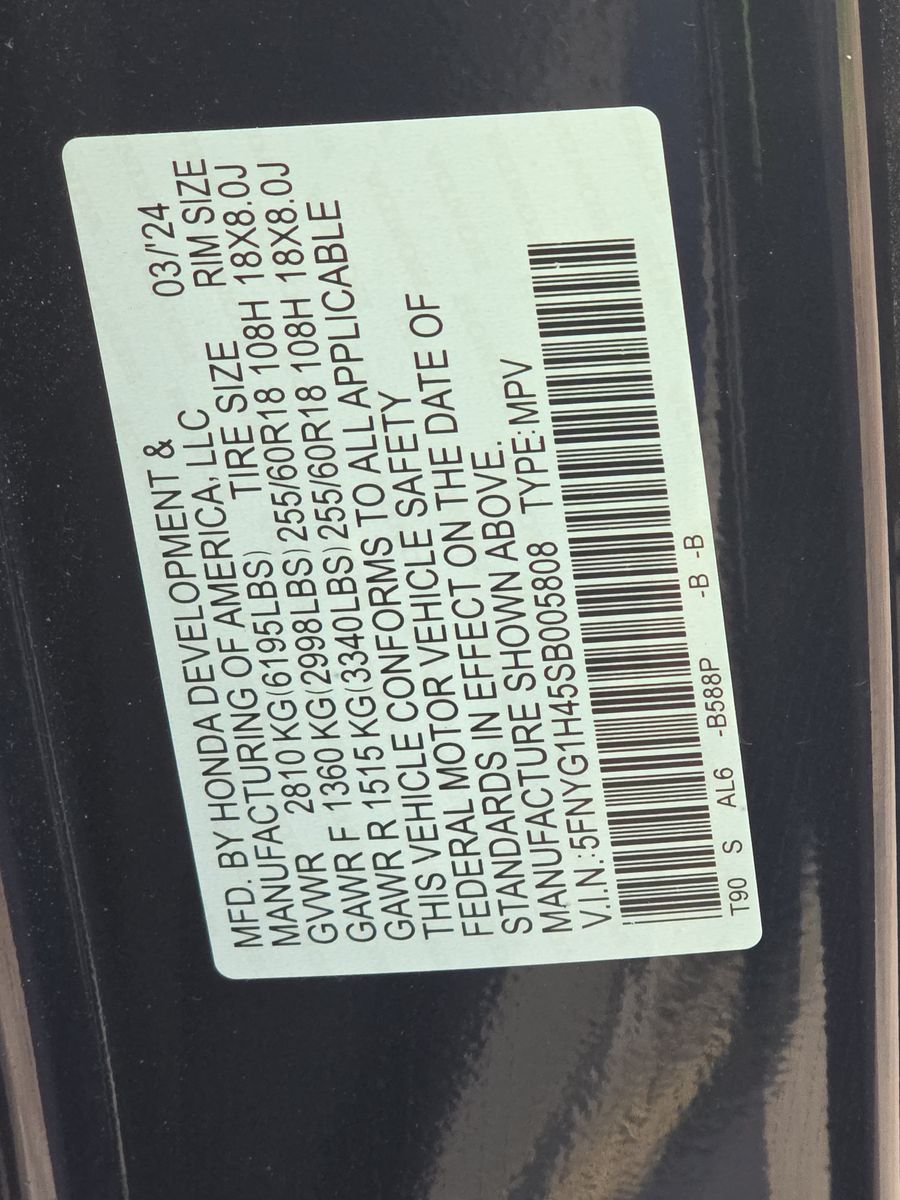 MFD. BY HONDA DEVELOPMENT & 03/'24
MANUFACTURING OF AMERICA, LLC RIM SIZE
GVWR 2810 KG(6195LBS) TIRE SIZE
GAWR F 1360 KG(2998LBS)255/60R18 108H 18X8.0J
GAWR R 1515 KG(3340LBS)255/60R18 108H 18X8.0J
THIS VEHICLE CONFORMS TO ALL APPLICABLE
FEDERAL MOTOR VEHICLE SAFETY
STANDARDS IN EFFECT ON THE DATE OF
MANUFACTURE SHOWN ABOVE.
V.I.N.:5FNYG1H45SB005808 TYPE:MPV
T90 S AL6 -B588P -B -B